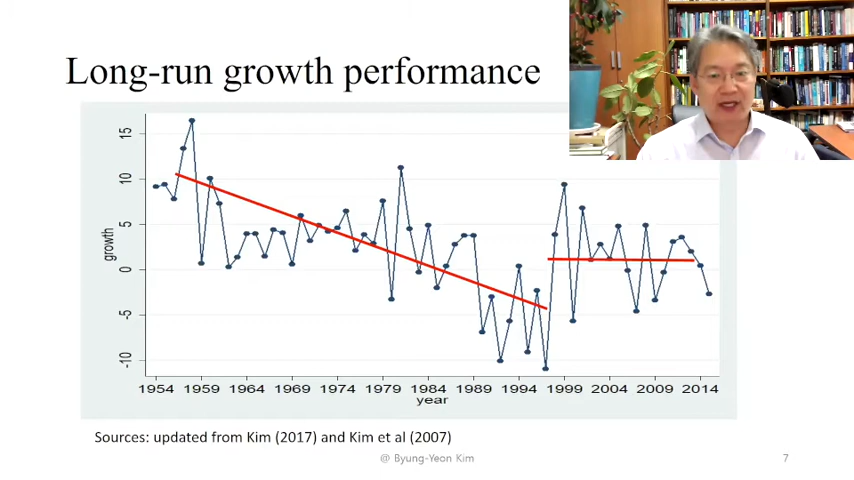 Long-run growth performance
15
10
5
0
-5
-10
growth
1954 1959 1964 1969 1974 1979 1984 1989 1994 1999 2004 2009 2014
year
Sources: updated from Kim (2017) and Kim et al (2007)
@ Byung-Yeon Kim
7